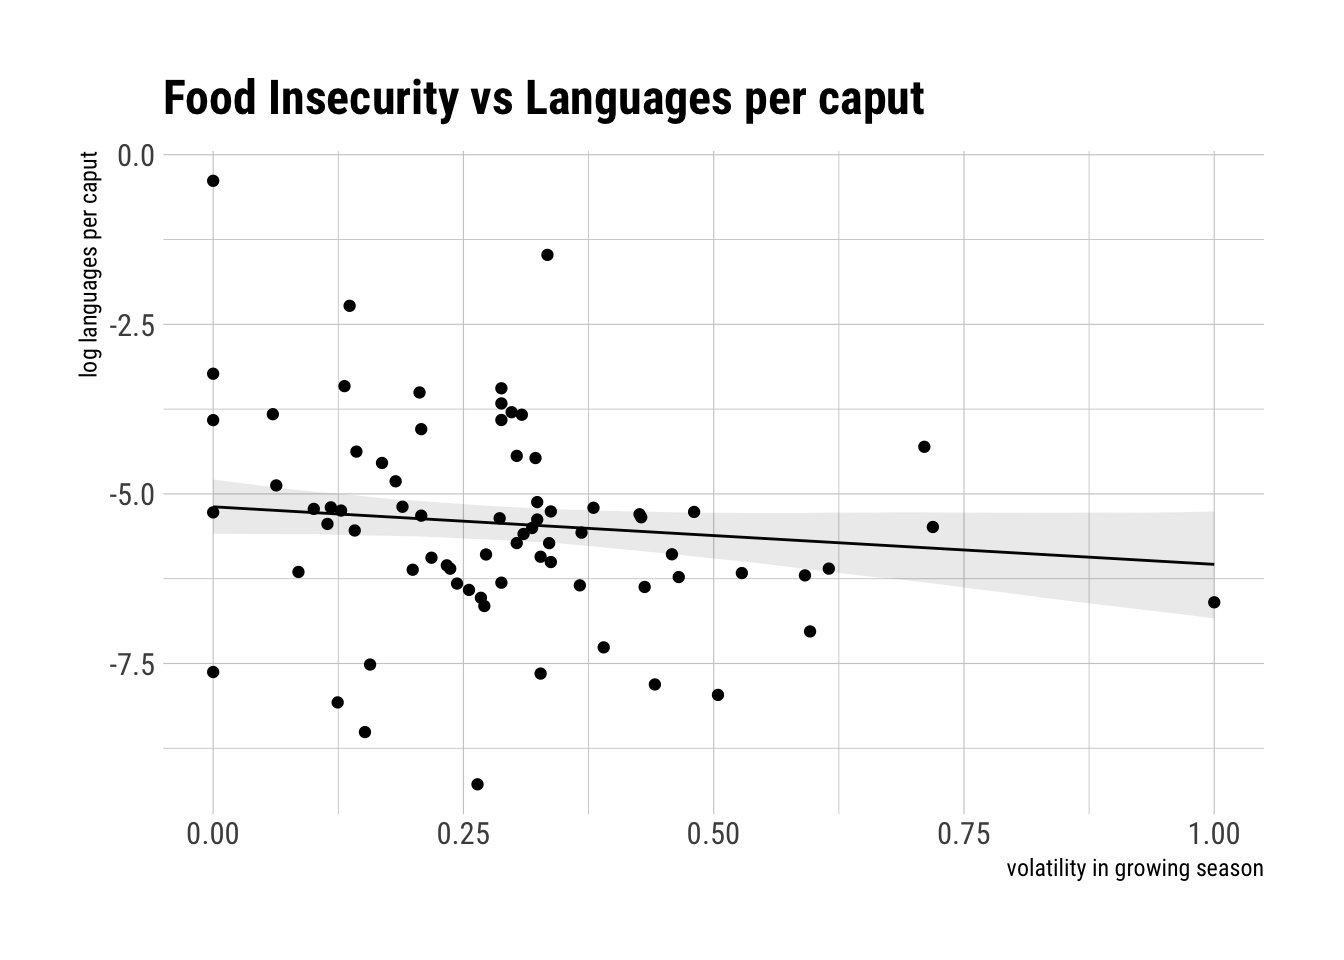 Food Insecurity vs Languages per caput
log languages per caput
0.0
-2.5
-5.0
-7.5
0.00 0.25 0.50 0.75 1.00
volatility in growing season